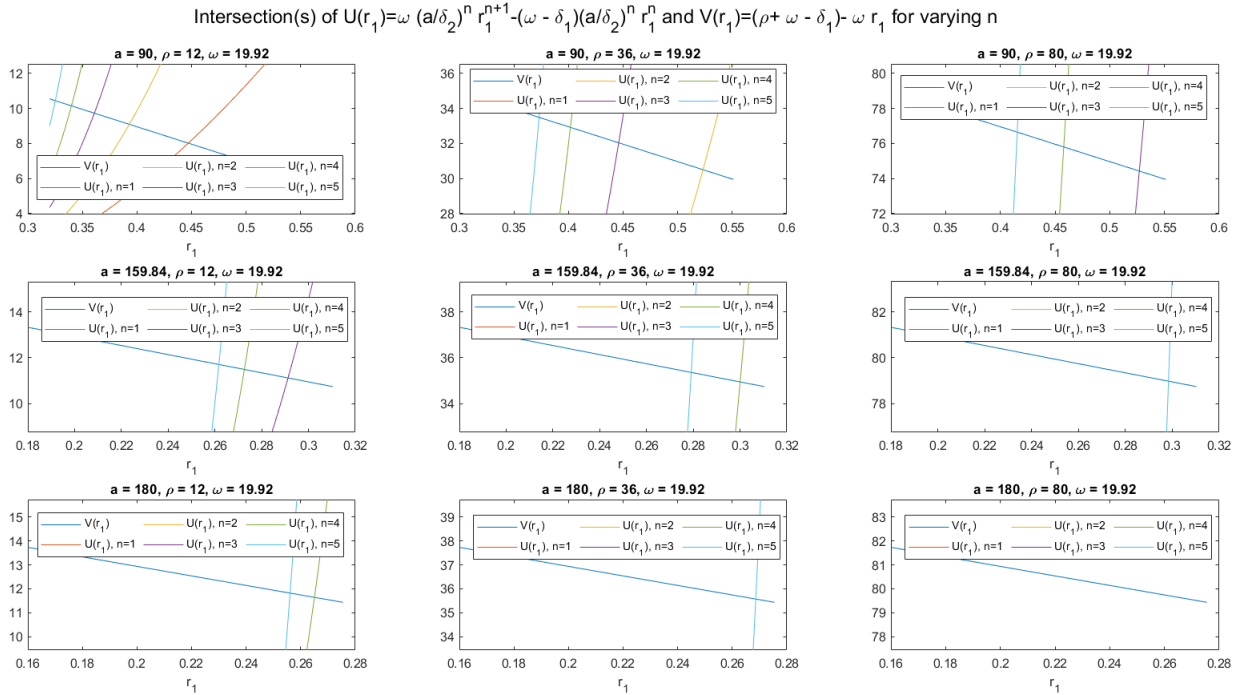 Intersection(s) of U(r₁)=ω (a/δ₂)ⁿ r₁ⁿ⁺¹-(ω - δ₁)(a/δ₂)ⁿ r₁ⁿ and V(r₁)=(ρ+ ω - δ₁)- ω r₁ for varying n
a = 90, ρ = 12, ω = 19.92
12
10
8
6
4
V(r₁) U(r₁), n=2 U(r₁), n=4
U(r₁), n=1 U(r₁), n=3 U(r₁), n=5
0.3 0.35 0.4 0.45 0.5 0.55 0.6
r₁
a = 90, ρ = 36, ω = 19.92
36
34
32
30
28
V(r₁) U(r₁), n=2 U(r₁), n=4
U(r₁), n=1 U(r₁), n=3 U(r₁), n=5
0.3 0.35 0.4 0.45 0.5 0.55 0.6
r₁
a = 90, ρ = 80, ω = 19.92
80
78
76
74
72
V(r₁) U(r₁), n=2 U(r₁), n=4
U(r₁), n=1 U(r₁), n=3 U(r₁), n=5
0.3 0.35 0.4 0.45 0.5 0.55 0.6
r₁
a = 159.84, ρ = 12, ω = 19.92
14
12
10
V(r₁) U(r₁), n=2 U(r₁), n=4
U(r₁), n=1 U(r₁), n=3 U(r₁), n=5
0.18 0.2 0.22 0.24 0.26 0.28 0.3 0.32
r₁
a = 159.84, ρ = 36, ω = 19.92
38
36
34
V(r₁) U(r₁), n=2 U(r₁), n=4
U(r₁), n=1 U(r₁), n=3 U(r₁), n=5
0.2 0.22 0.24 0.26 0.28 0.3 0.32
r₁
a = 159.84, ρ = 80, ω = 19.92
82
80
78
V(r₁) U(r₁), n=2 U(r₁), n=4
U(r₁), n=1 U(r₁), n=3 U(r₁), n=5
0.18 0.2 0.22 0.24 0.26 0.28 0.3 0.32
r₁
a = 180, ρ = 12, ω = 19.92
15
14
13
12
11
10
V(r₁) U(r₁), n=2 U(r₁), n=4
U(r₁), n=1 U(r₁), n=3 U(r₁), n=5
0.16 0.18 0.2 0.22 0.24 0.26 0.28
r₁
a = 180, ρ = 36, ω = 19.92
39
38
37
36
35
34
V(r₁) U(r₁), n=2 U(r₁), n=4
U(r₁), n=1 U(r₁), n=3 U(r₁), n=5
0.16 0.18 0.2 0.22 0.24 0.26 0.28
r₁
a = 180, ρ = 80, ω = 19.92
83
82
81
80
79
78
V(r₁) U(r₁), n=2 U(r₁), n=4
U(r₁), n=1 U(r₁), n=3 U(r₁), n=5
0.16 0.18 0.2 0.22 0.24 0.26 0.28
r₁